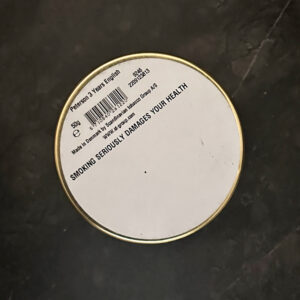 Peterson 3 Years English
50g
e
Made in Denmark by Scandinavian Tobacco Group A/S
www.st-group.com
SMOKING SERIOUSLY DAMAGES YOUR HEALTH